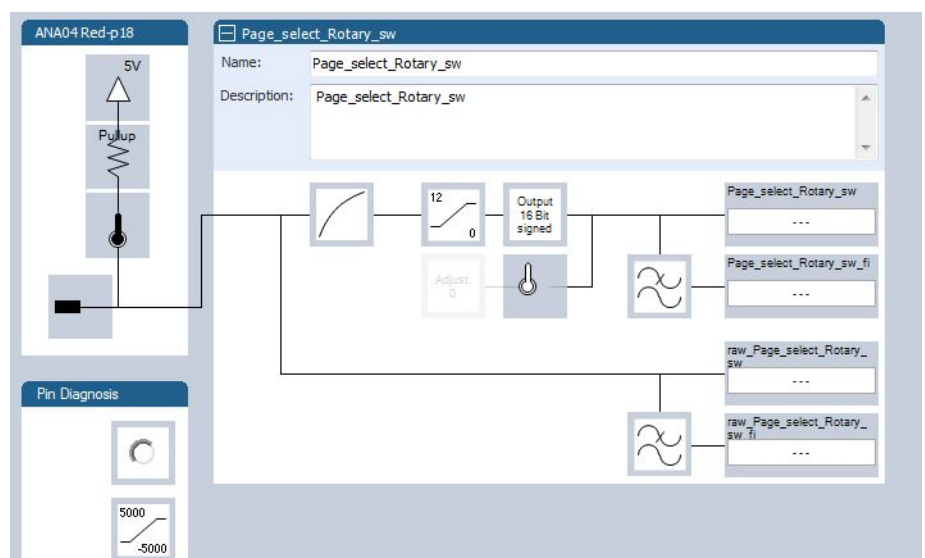 ANA04 Red-p18
5V
Pullup
Page_select_Rotary_sw
Name:
Page_select_Rotary_sw
Description:
Page_select_Rotary_sw
12
0
Output
16 Bit
signed
Adjust.
0
Page_select_Rotary_sw
---
Page_select_Rotary_sw_fi
---
raw_Page_select_Rotary_
sw
---
raw_Page_select_Rotary_
sw_fi
---
Pin Diagnosis
5000
-5000